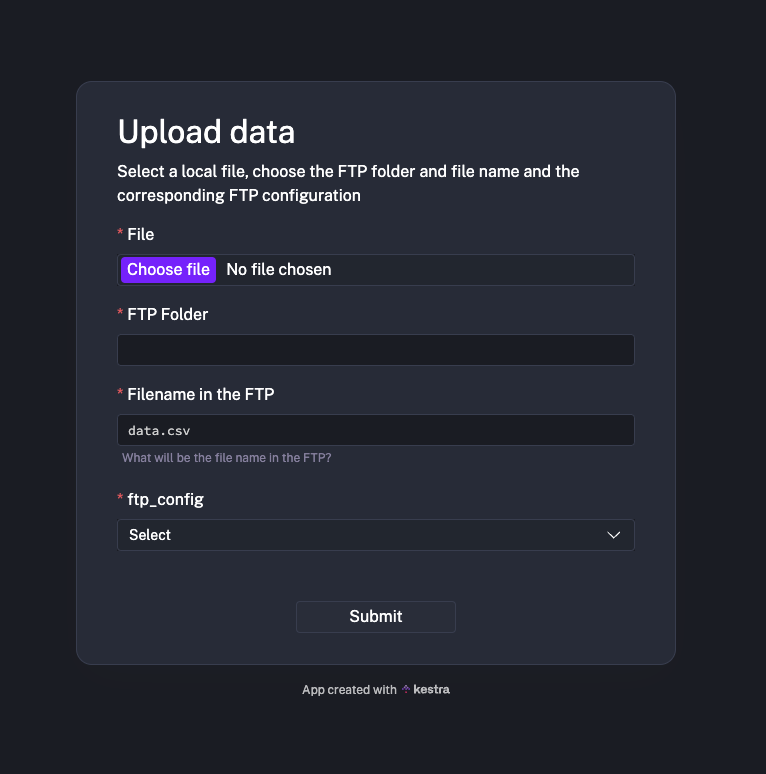 Upload data
Select a local file, choose the FTP folder and file name and the
corresponding FTP configuration
* File
Choose file No file chosen
* FTP Folder
* Filename in the FTP
data.csv
What will be the file name in the FTP?
* ftp_config
Select
Submit
App created with kestra